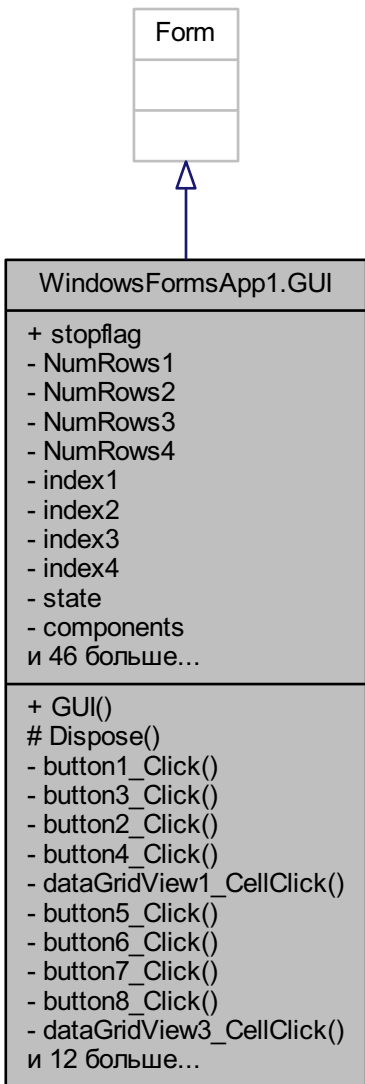 Form
WindowsFormsApp1.GUI
+ stopflag
- NumRows1
- NumRows2
- NumRows3
- NumRows4
- index1
- index2
- index3
- index4
- state
- components
и 46 больше...
+ GUI()
# Dispose()
- button1_Click()
- button3_Click()
- button2_Click()
- button4_Click()
- dataGridView1_CellClick()
- button5_Click()
- button6_Click()
- button7_Click()
- button8_Click()
- dataGridView3_CellClick()
и 12 больше...